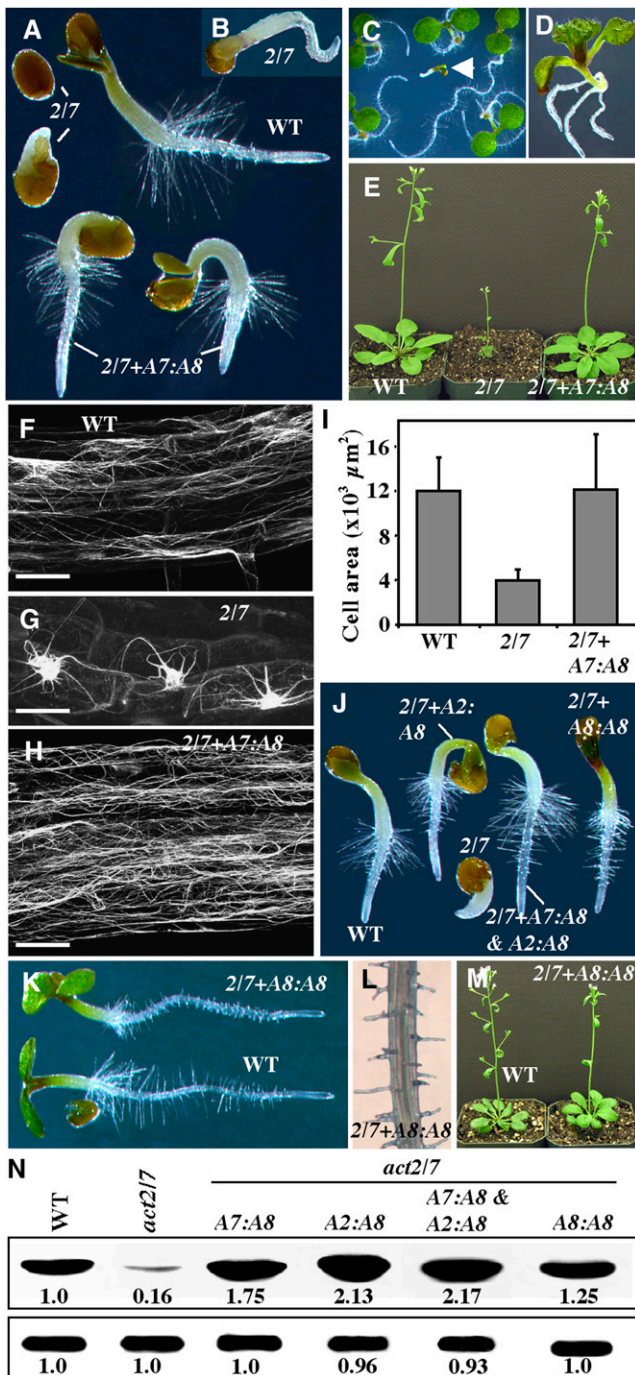 A
B
2/7
2/7
WT
2/7+A7:A8
C
D
E
WT
2/7
2/7+A7:A8
F
WT
G
2/7
H
2/7+A7:A8
I
Cell area (x10³ µm²)
16
12
8
4
0
WT
2/7
2/7+
A7:A8
J
2/7+A2:
A8
2/7+
A8:A8
2/7
WT
2/7+A7:A8
& A2:A8
K
2/7+A8:A8
WT
L
2/7+A8:A8
M
2/7+A8:A8
WT
N
act2/7
WT
act2/7
A7:A8
A2:A8
A7:A8 &
A2:A8
A8:A8
1.0 0.16 1.75 2.13 2.17 1.25
1.0 1.0 1.0 0.96 0.93 1.0